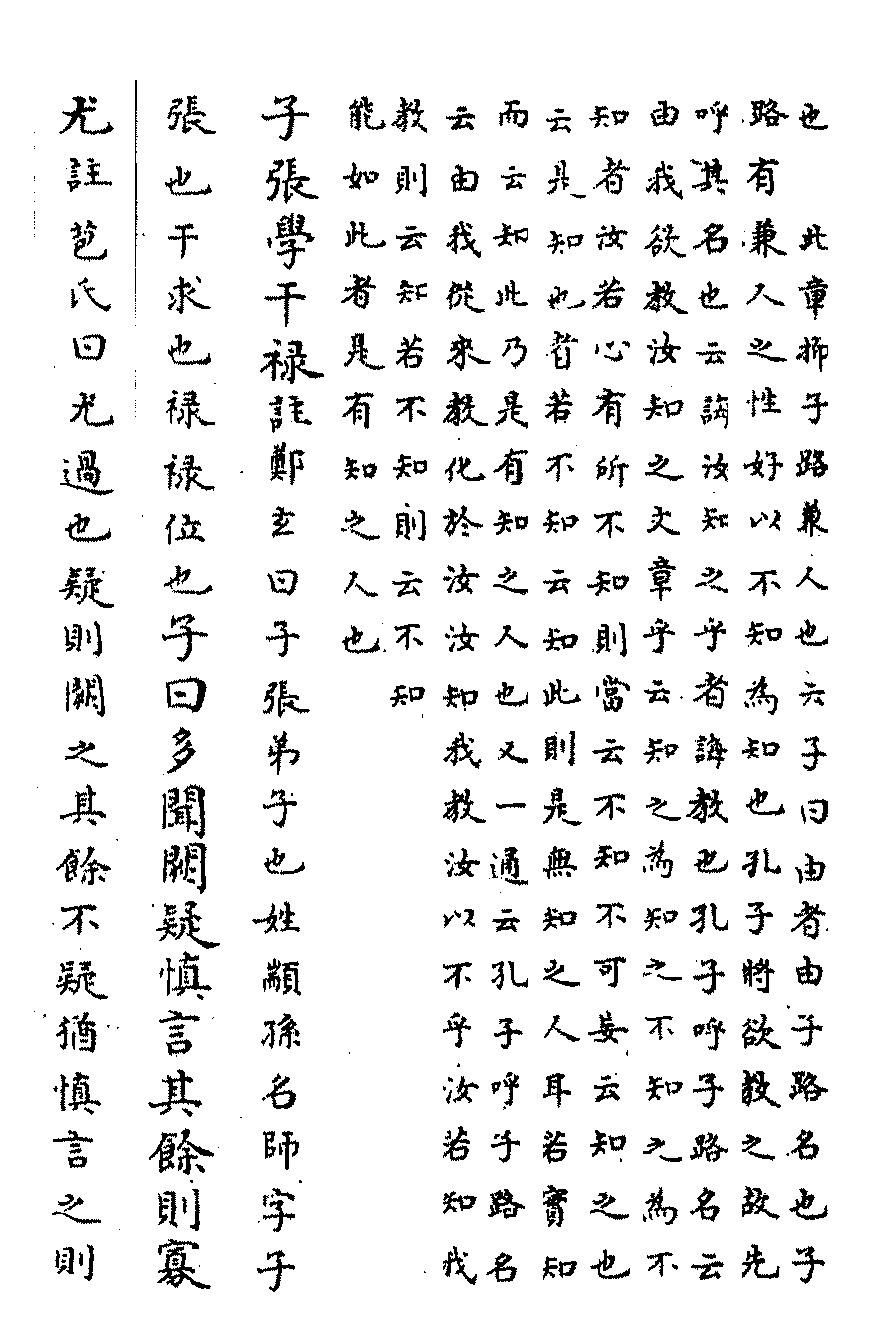 也　此章抑子路兼人也云子曰由者由子路名也子
路有兼人之性好以不知為知也孔子將欲教之故先
呼其名也云誨汝知之乎者誨教也孔子呼子路名云
由我欲教汝知之文章乎云知之為知之不知之為不
知者汝若心有所不知則當云不知不可妄云知之也
云是知也者若不知云知此則是無知之人耳若實知
而云知此乃是有知之人也又一通云孔子呼子路名
云由我從來教化於汝汝知我教汝以不乎汝若知我
教則云知若不知則云不知
能如此者是有知之人也
子張學干禄註鄭玄曰子張弟子也姓顓孫名師字子
張也干求也禄禄位也子曰多聞闕疑慎言其餘則寡
尤註苞氏曰尤過也疑則闕之其餘不疑猶慎言之則